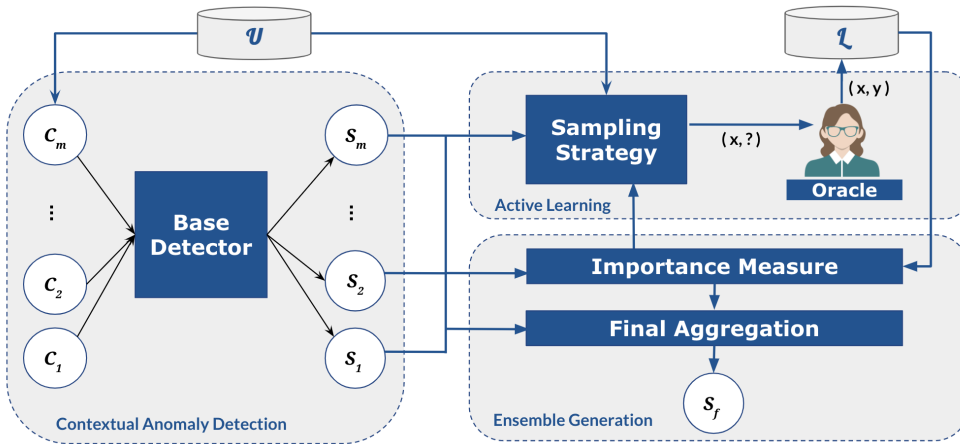 𝓤
𝓛
C_m
S_m
Sampling
Strategy
(x,?)
(x,y)
Oracle
Active Learning
⋮
⋮
Base
Detector
C_2
S_2
C_1
S_1
Contextual Anomaly Detection
Importance Measure
Final Aggregation
S_f
Ensemble Generation